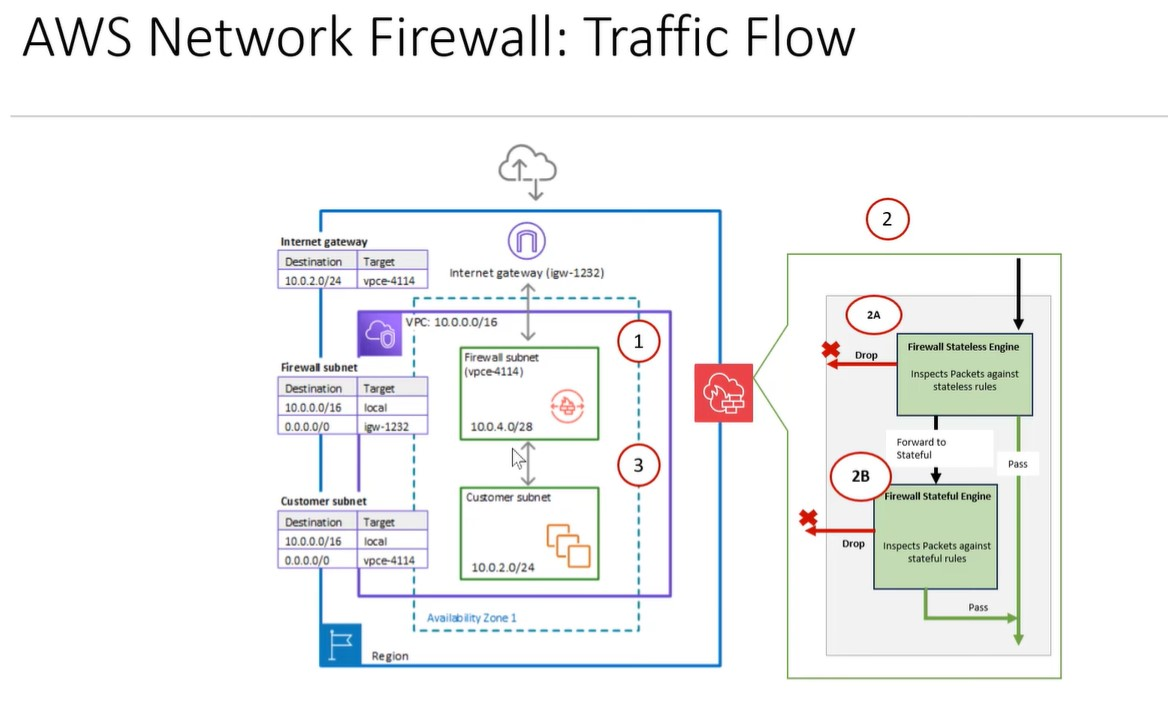 AWS Network Firewall: Traffic Flow
Internet gateway
Destination Target
10.0.2.0/24 vpce-4114
Internet gateway (igw-1232)
VPC: 10.0.0.0/16
1
Firewall subnet
(vpce-4114)
10.0.4.0/28
Firewall subnet
Destination Target
10.0.0.0/16 local
0.0.0.0/0 igw-1232
3
Customer subnet
10.0.2.0/24
Customer subnet
Destination Target
10.0.0.0/16 local
0.0.0.0/0 vpce-4114
Availability Zone 1
Region
2
2A
Drop
Firewall Stateless Engine
Inspects Packets against
stateless rules
Forward to
Stateful
Pass
2B
Firewall Stateful Engine
Inspects Packets against
stateful rules
Drop
Pass